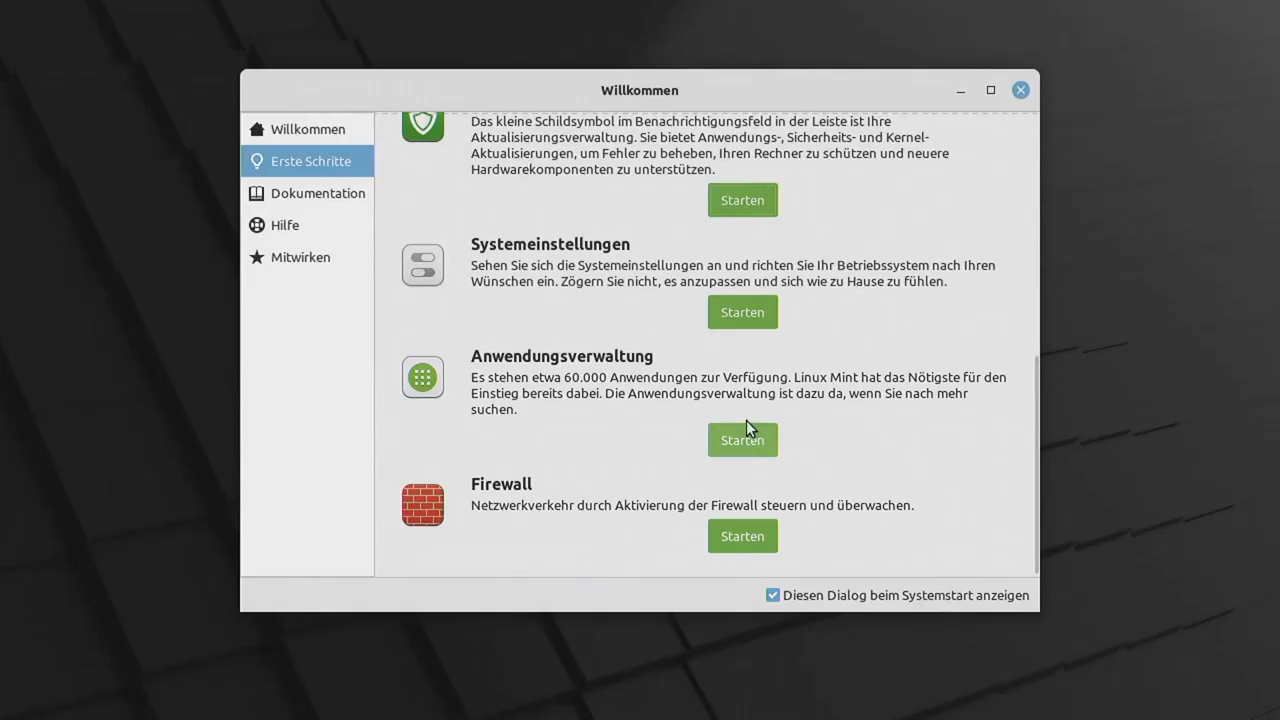 Willkommen
Willkommen
Erste Schritte
Dokumentation
Hilfe
Mitwirken
Das kleine Schildsymbol im Benachrichtigungsfeld in der Leiste ist Ihre
Aktualisierungsverwaltung. Sie bietet Anwendungs-, Sicherheits- und Kernel-
Aktualisierungen, um Fehler zu beheben, Ihren Rechner zu schützen und neuere
Hardwarekomponenten zu unterstützen.
Starten
Systemeinstellungen
Sehen Sie sich die Systemeinstellungen an und richten Sie Ihr Betriebssystem nach Ihren
Wünschen ein. Zögern Sie nicht, es anzupassen und sich wie zu Hause zu fühlen.
Starten
Anwendungsverwaltung
Es stehen etwa 60.000 Anwendungen zur Verfügung. Linux Mint hat das Nötigste für den
Einstieg bereits dabei. Die Anwendungsverwaltung ist dazu da, wenn Sie nach mehr
suchen.
Starten
Firewall
Netzwerkverkehr durch Aktivierung der Firewall steuern und überwachen.
Starten
Diesen Dialog beim Systemstart anzeigen